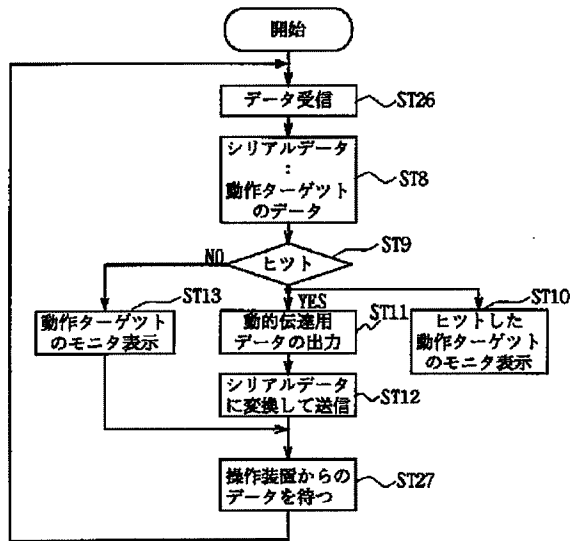 開始
データ受信
ST26
シリアルデータ
:
動作ターゲツト
のデータ
ST8
ヒツト
ST9
NO
YES
動作ターゲツト
のモニタ表示
ST13
動的伝達用
データの出力
ST11
ヒツトした
動作ターゲツト
のモニタ表示
ST10
シリアルデータ
に変換して送信
ST12
操作装置からの
データを待つ
ST27